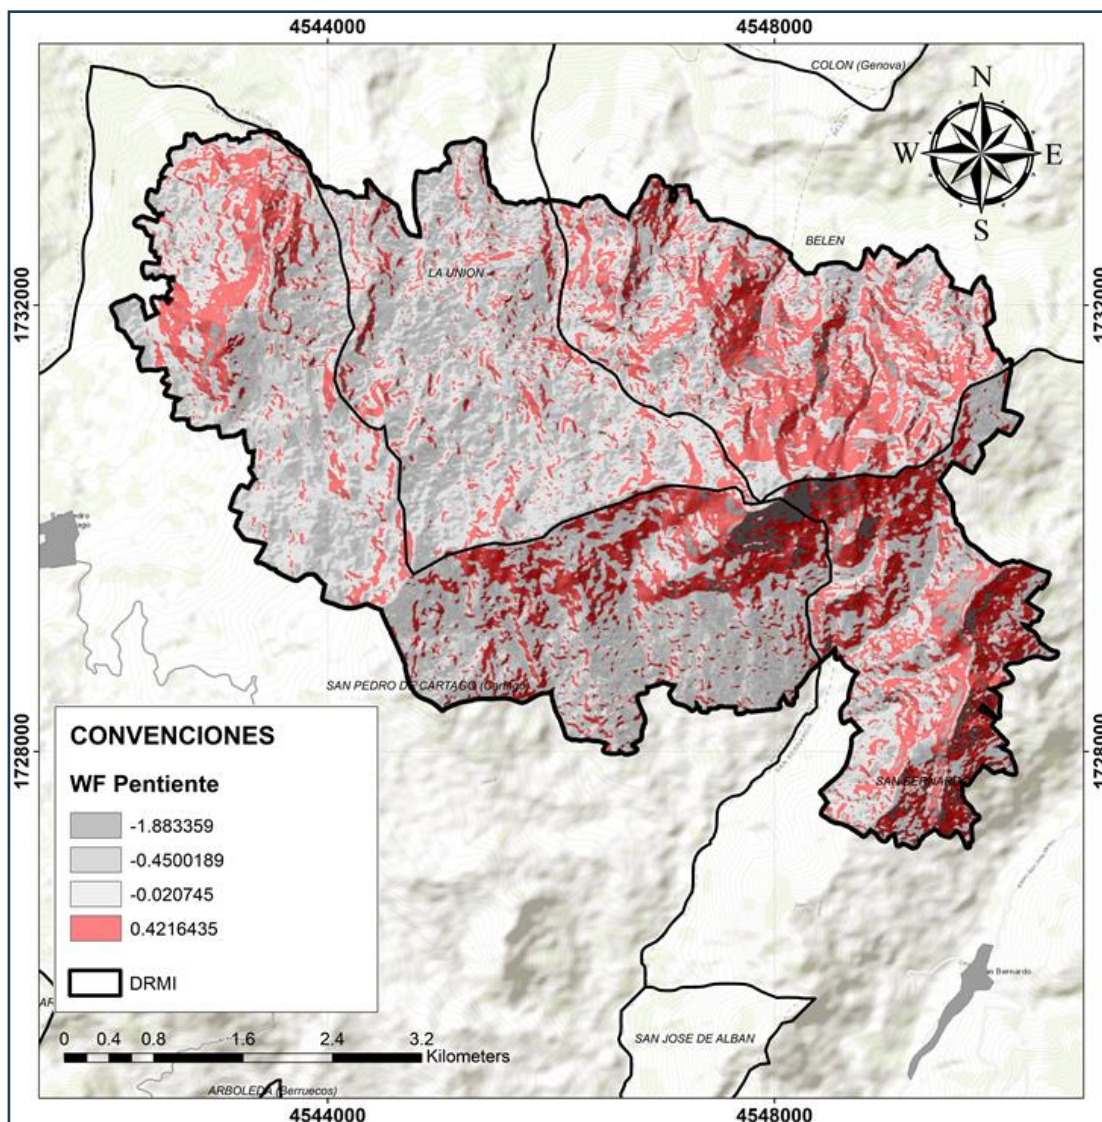 4544000
4548000
COLON (Genova)
N
W
E
S
BELEN
LA UNION
1732000
1732000
SAN PEDRO DE CARTAGO (Cartago)
1728000
1728000
SAN BERNARDO
CONVENCIONES
WF Pentiente
-1.883359
-0.4500189
-0.020745
0.4216435
DRMI
0
0.4
0.8
1.6
2.4
3.2
Kilometers
SAN JOSE DE ALBAN
ARBOLEDA (Berruecos)
4544000
4548000